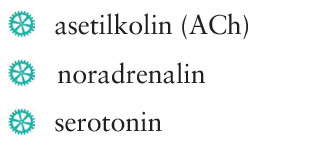 asetilkolin (ACh)
noradrenalin
serotonin